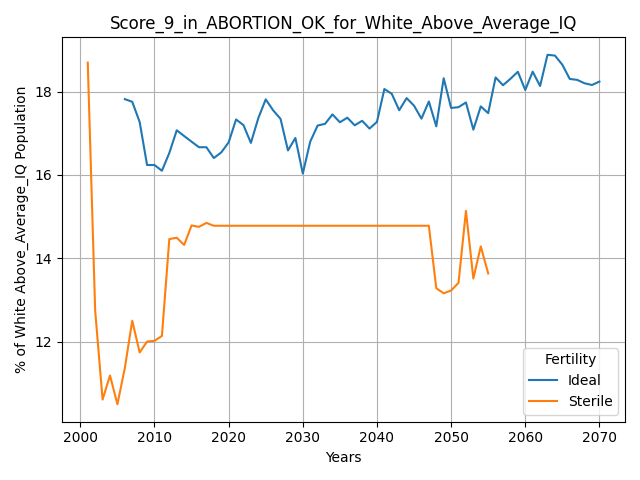 Score_9_in_ABORTION_OK_for_White_Above_Average_IQ
% of White Above_Average_IQ Population
18
16
14
12
2000 2010 2020 2030 2040 2050 2060 2070
Years
Fertility
Ideal
Sterile